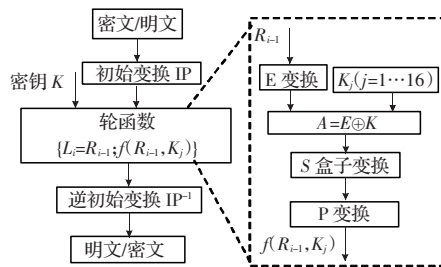 密文/明文
密钥 K
初始变换 IP
轮函数
{Lᵢ=Rᵢ₋₁;f(Rᵢ₋₁,Kⱼ)}
逆初始变换 IP⁻¹
明文/密文
Rᵢ₋₁
E 变换
Kⱼ(j=1…16)
A=E⊕K
S 盒子变换
P 变换
f(Rᵢ₋₁,Kⱼ)